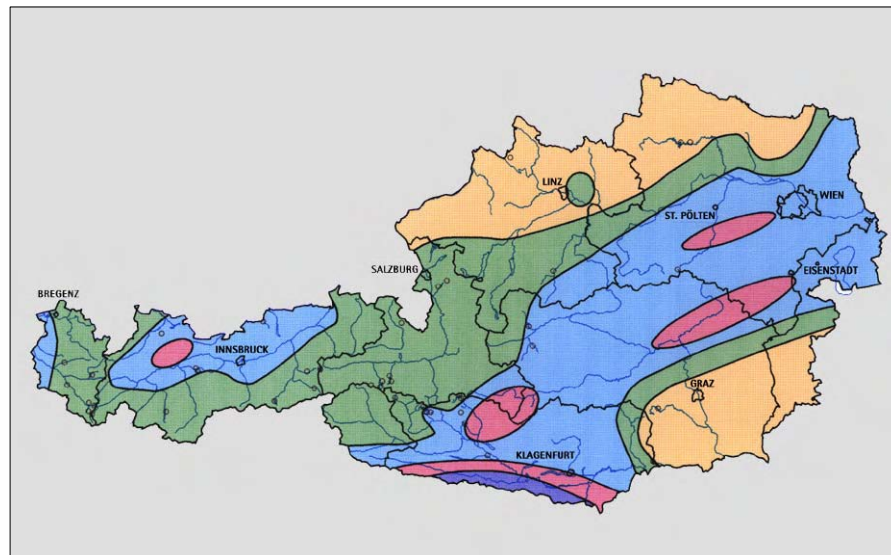 LINZ
ST. PÖLTEN
WIEN
SALZBURG
EISENSTADT
BREGENZ
INNSBRUCK
GRAZ
KLAGENFURT